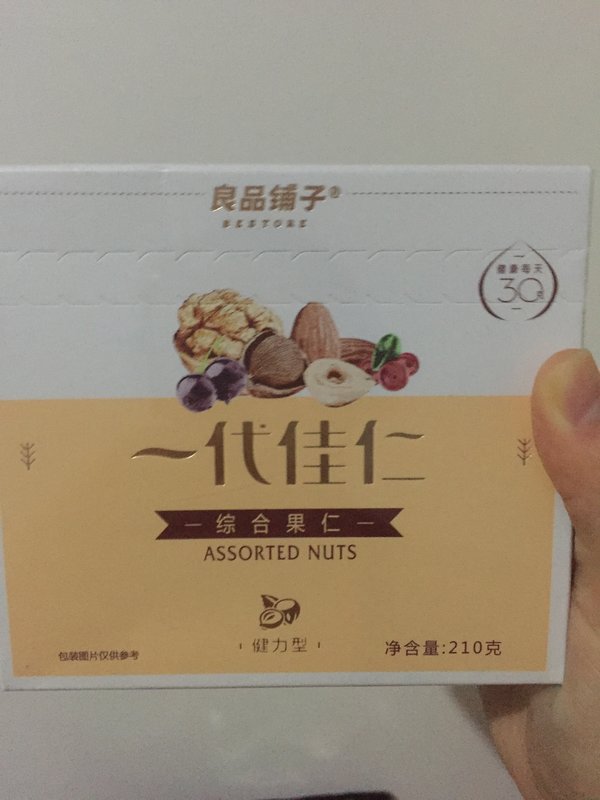 良品铺子®
BESTORE
健康每天
30克
一代佳仁
综合果仁
ASSORTED NUTS
健力型
包装图片仅供参考
净含量:210克